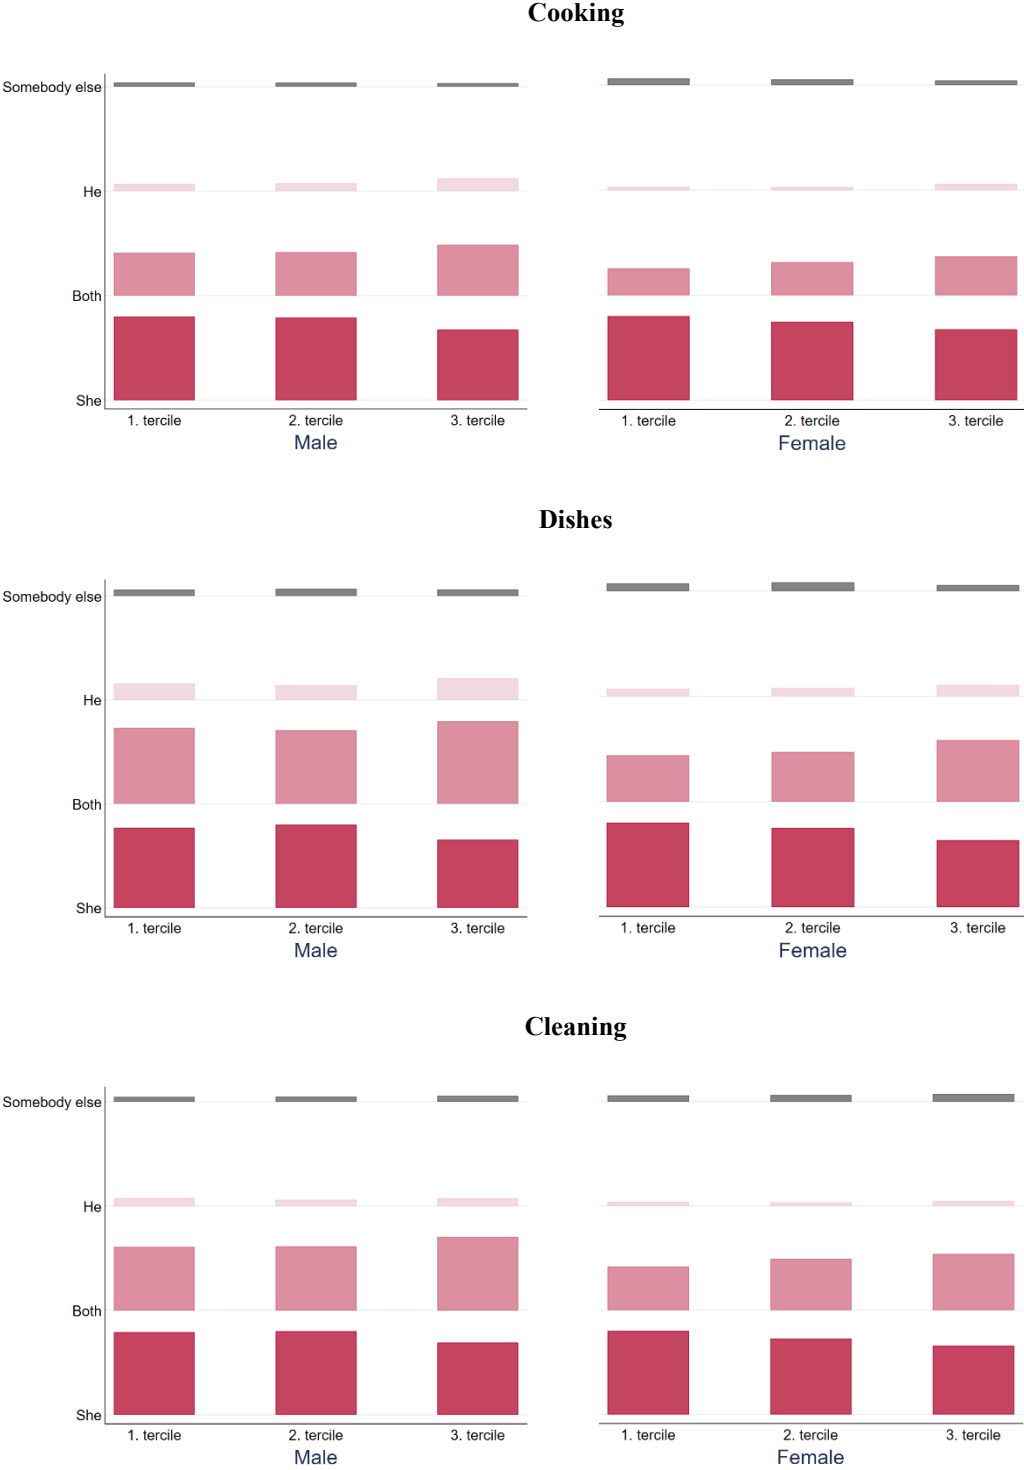 Cooking
Somebody else
He
Both
She
1. tercile 2. tercile 3. tercile 1. tercile 2. tercile 3. tercile
Male Female
Dishes
Somebody else
He
Both
She
1. tercile 2. tercile 3. tercile 1. tercile 2. tercile 3. tercile
Male Female
Cleaning
Somebody else
He
Both
She
1. tercile 2. tercile 3. tercile 1. tercile 2. tercile 3. tercile
Male Female